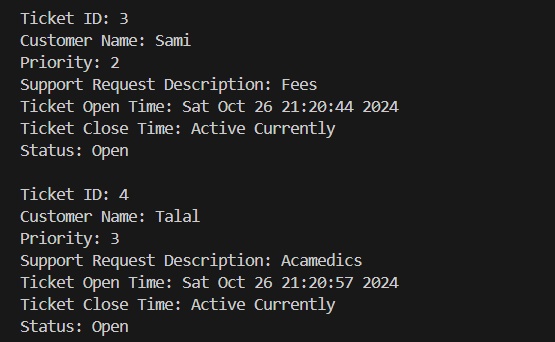 Ticket ID: 3
Customer Name: Sami
Priority: 2
Support Request Description: Fees
Ticket Open Time: Sat Oct 26 21:20:44 2024
Ticket Close Time: Active Currently
Status: Open
Ticket ID: 4
Customer Name: Talal
Priority: 3
Support Request Description: Acamedics
Ticket Open Time: Sat Oct 26 21:20:57 2024
Ticket Close Time: Active Currently
Status: Open